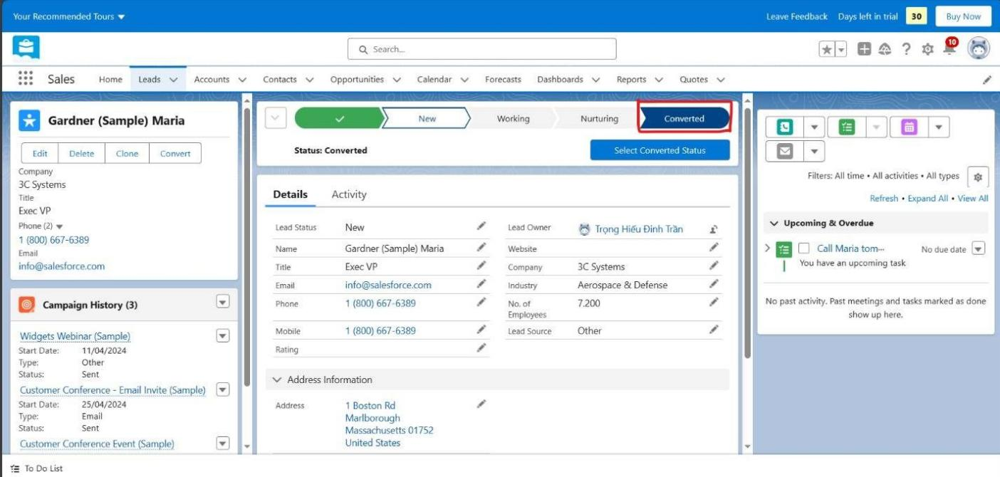 Your Recommended Tours
Leave Feedback Days left in trial 30 Buy Now
Search...
10
Sales Home Leads Accounts Contacts Opportunities Calendar Forecasts Dashboards Reports Quotes
Gardner (Sample) Maria
Edit Delete Clone Convert
Company
3C Systems
Title
Exec VP
Phone (2)
1 (800) 667-6389
Email
info@salesforce.com
Campaign History (3)
Widgets Webinar (Sample)
Start Date: 11/04/2024
Type: Other
Status: Sent
Customer Conference - Email Invite (Sample)
Start Date: 25/04/2024
Type: Email
Status: Sent
Customer Conference Event (Sample)
New Working Nurturing Converted
Status: Converted
Select Converted Status
Details Activity
Lead Status New Lead Owner Trọng Hiếu Đinh Trần
Name Gardner (Sample) Maria Website
Title Exec VP Company 3C Systems
Email info@salesforce.com Industry Aerospace & Defense
Phone 1 (800) 667-6389 No. of Employees 7.200
Mobile 1 (800) 667-6389 Lead Source Other
Rating
Address Information
Address 1 Boston Rd
Marlborough
Massachusetts 01752
United States
Filters: All time • All activities • All types
Refresh • Expand All • View All
Upcoming & Overdue
Call Maria tom... No due date
You have an upcoming task
No past activity. Past meetings and tasks marked as done
show up here.
To Do List